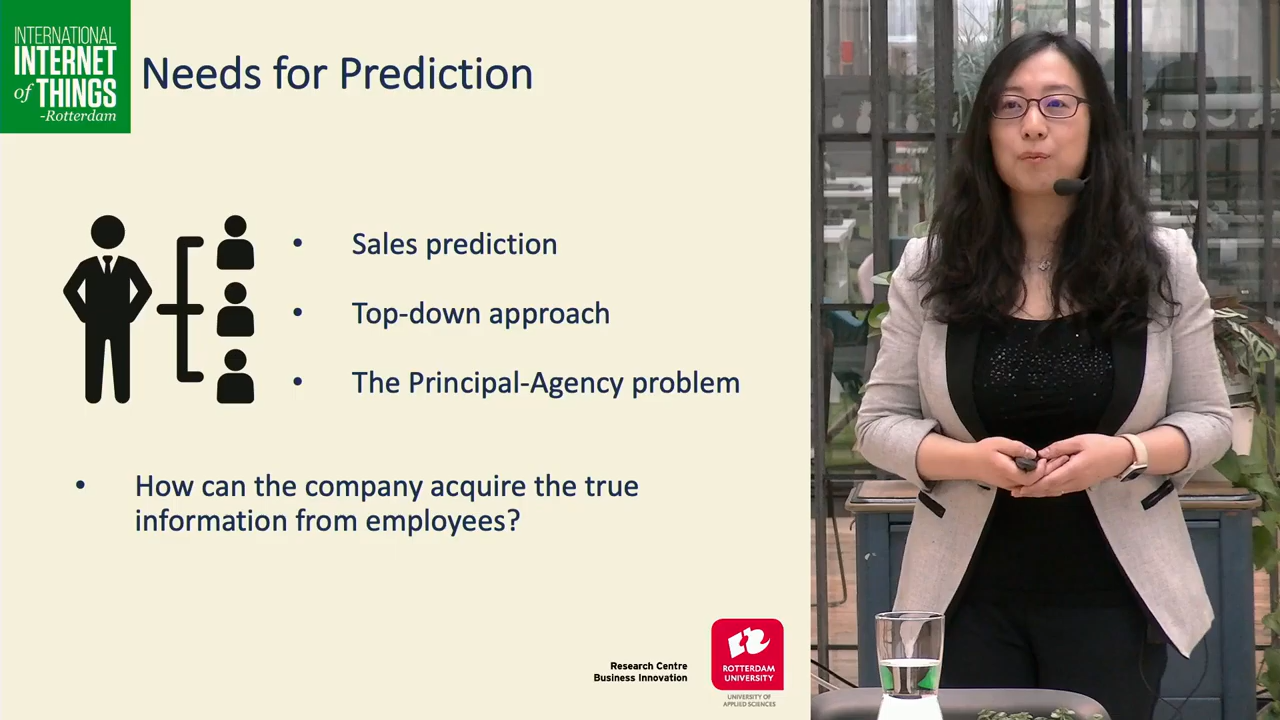 INTERNATIONAL
INTERNET
of THINGS
-Rotterdam
Needs for Prediction
• Sales prediction
• Top-down approach
• The Principal-Agency problem
• How can the company acquire the true
information from employees?
Research Centre
Business Innovation
ROTTERDAM
UNIVERSITY
UNIVERSITY OF
APPLIED SCIENCES